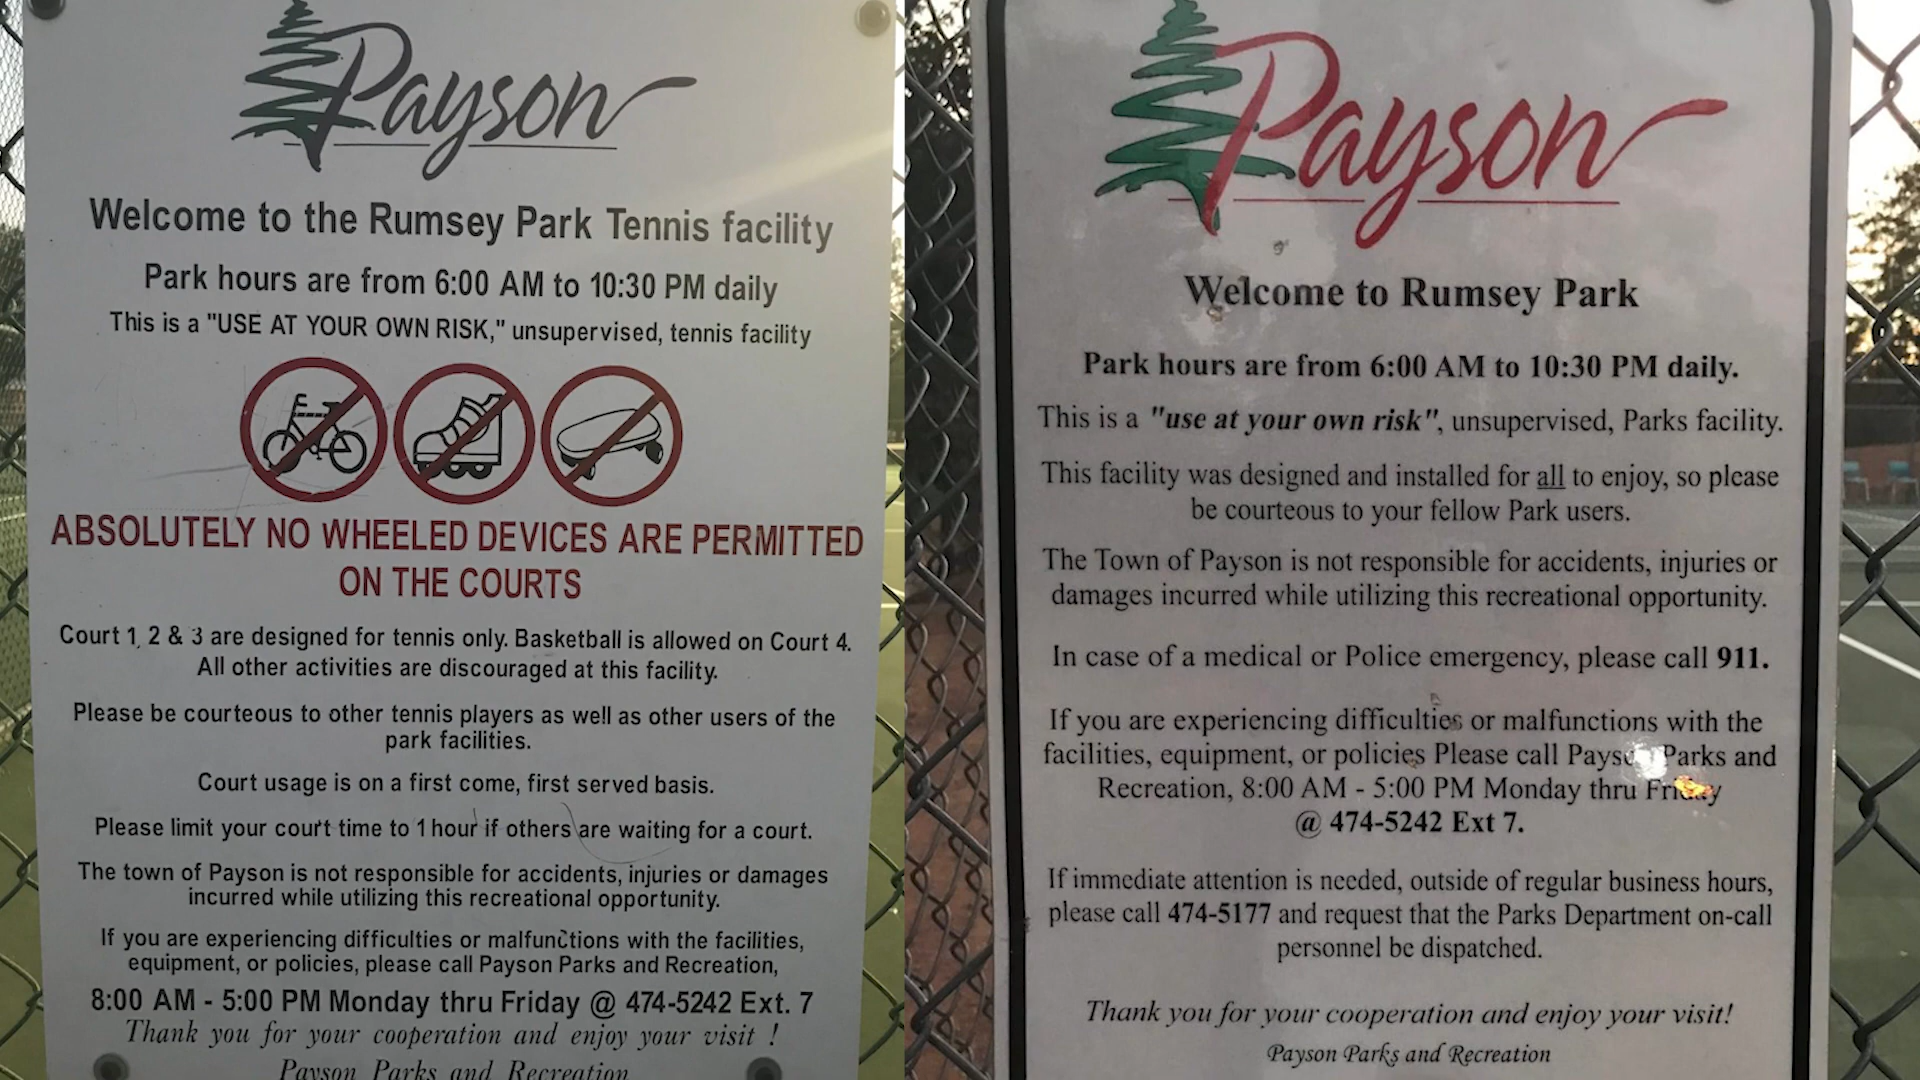 Payson
Welcome to the Rumsey Park Tennis facility
Park hours are from 6:00 AM to 10:30 PM daily
This is a "USE AT YOUR OWN RISK," unsupervised, tennis facility
ABSOLUTELY NO WHEELED DEVICES ARE PERMITTED
ON THE COURTS
Court 1, 2 & 3 are designed for tennis only. Basketball is allowed on Court 4.
All other activities are discouraged at this facility.
Please be courteous to other tennis players as well as other users of the
park facilities.
Court usage is on a first come, first served basis.
Please limit your court time to 1 hour if others are waiting for a court.
The town of Payson is not responsible for accidents, injuries or damages
incurred while utilizing this recreational opportunity.
If you are experiencing difficulties or malfunctions with the facilities,
equipment, or policies, please call Payson Parks and Recreation,
8:00 AM - 5:00 PM Monday thru Friday @ 474-5242 Ext. 7
Thank you for your cooperation and enjoy your visit !
Payson Parks and Recreation
Payson
Welcome to Rumsey Park
Park hours are from 6:00 AM to 10:30 PM daily.
This is a "use at your own risk", unsupervised, Parks facility.
This facility was designed and installed for all to enjoy, so please
be courteous to your fellow Park users.
The Town of Payson is not responsible for accidents, injuries or
damages incurred while utilizing this recreational opportunity.
In case of a medical or Police emergency, please call 911.
If you are experiencing difficulties or malfunctions with the
facilities, equipment, or policies Please call Payson Parks and
Recreation, 8:00 AM - 5:00 PM Monday thru Friday
@ 474-5242 Ext 7.
If immediate attention is needed, outside of regular business hours,
please call 474-5177 and request that the Parks Department on-call
personnel be dispatched.
Thank you for your cooperation and enjoy your visit!
Payson Parks and Recreation